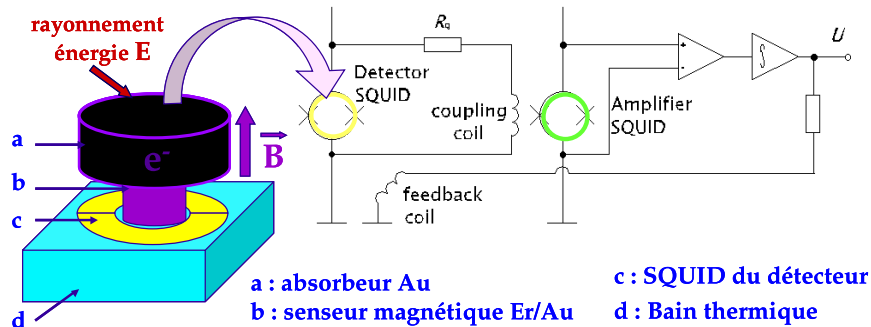 rayonnement
énergie E
a
b
c
d
e-
B
Rq
Detector
SQUID
coupling
coil
feedback
coil
Amplifier
SQUID
+
-
∫
U
a : absorbeur Au
b : senseur magnétique Er/Au
c : SQUID du détecteur
d : Bain thermique